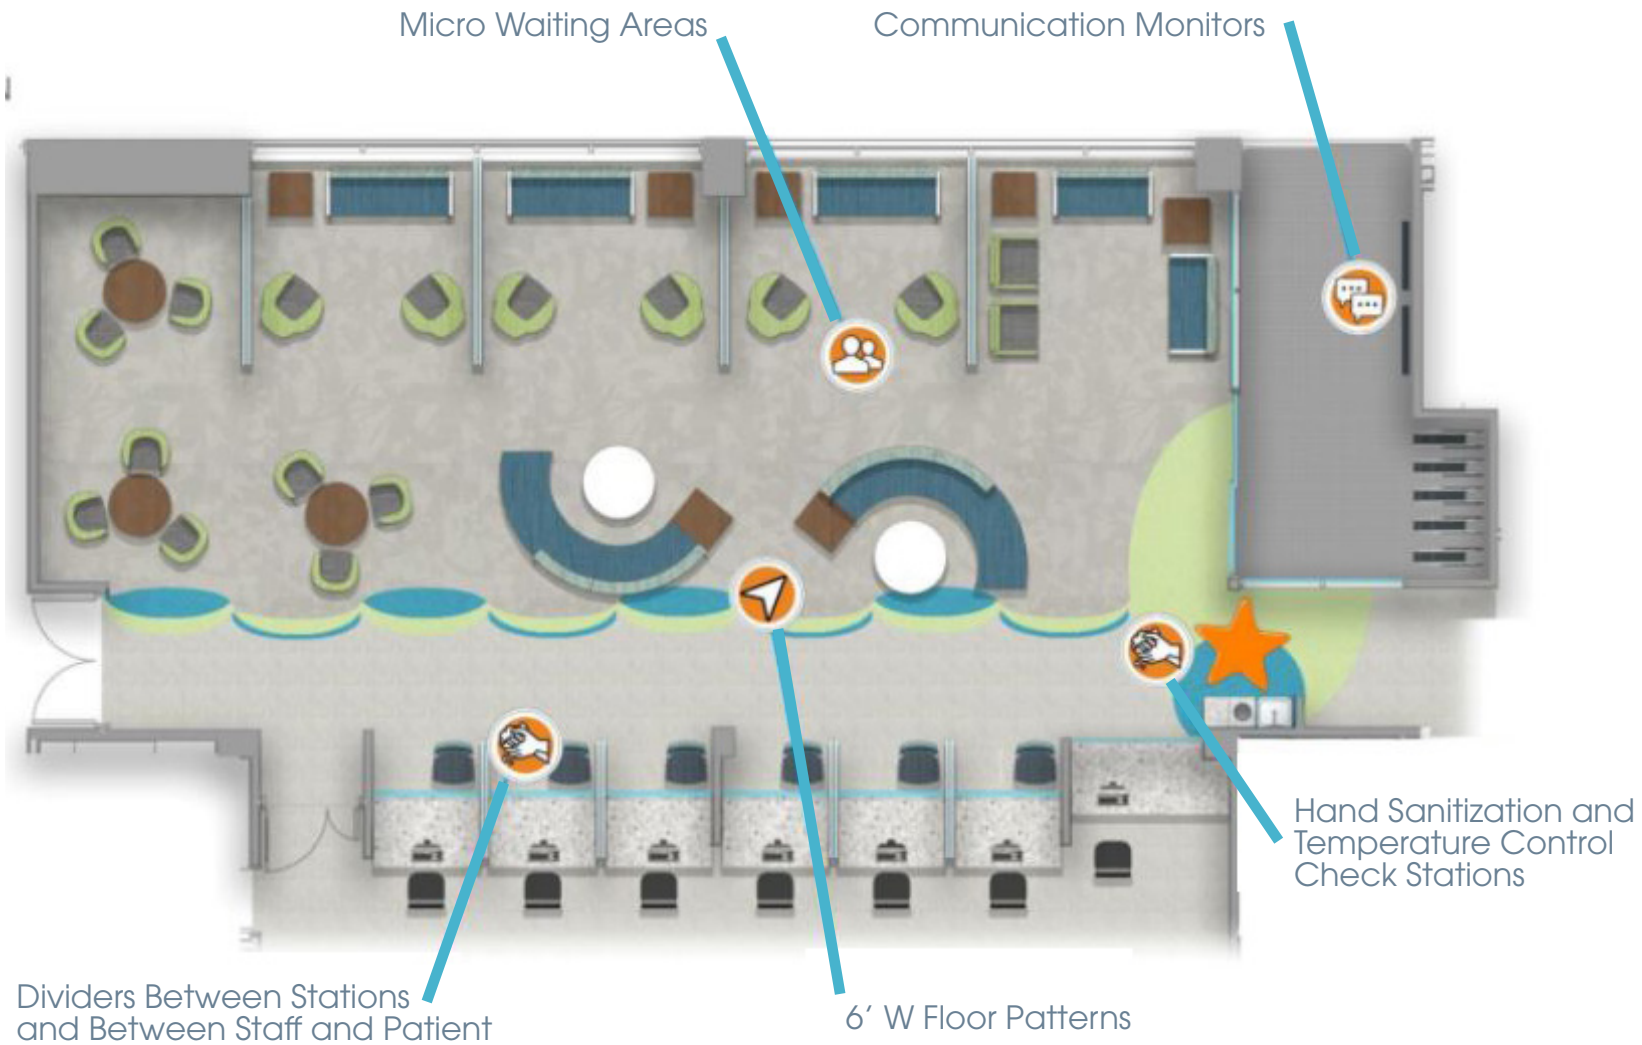 Micro Waiting Areas
Communication Monitors
Hand Sanitization and
Temperature Control
Check Stations
Dividers Between Stations
and Between Staff and Patient
6’ W Floor Patterns